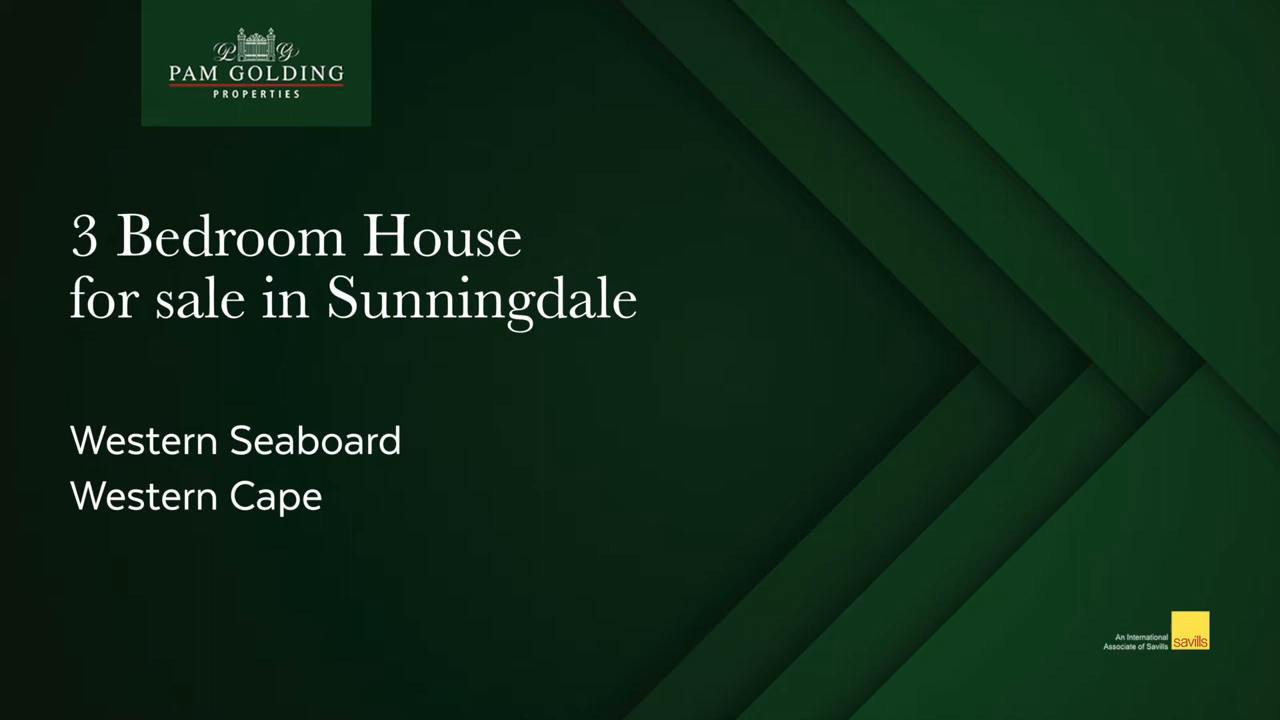 P G
PAM GOLDING
PROPERTIES
3 Bedroom House
for sale in Sunningdale
Western Seaboard
Western Cape
An International
Associate of Savills
savills